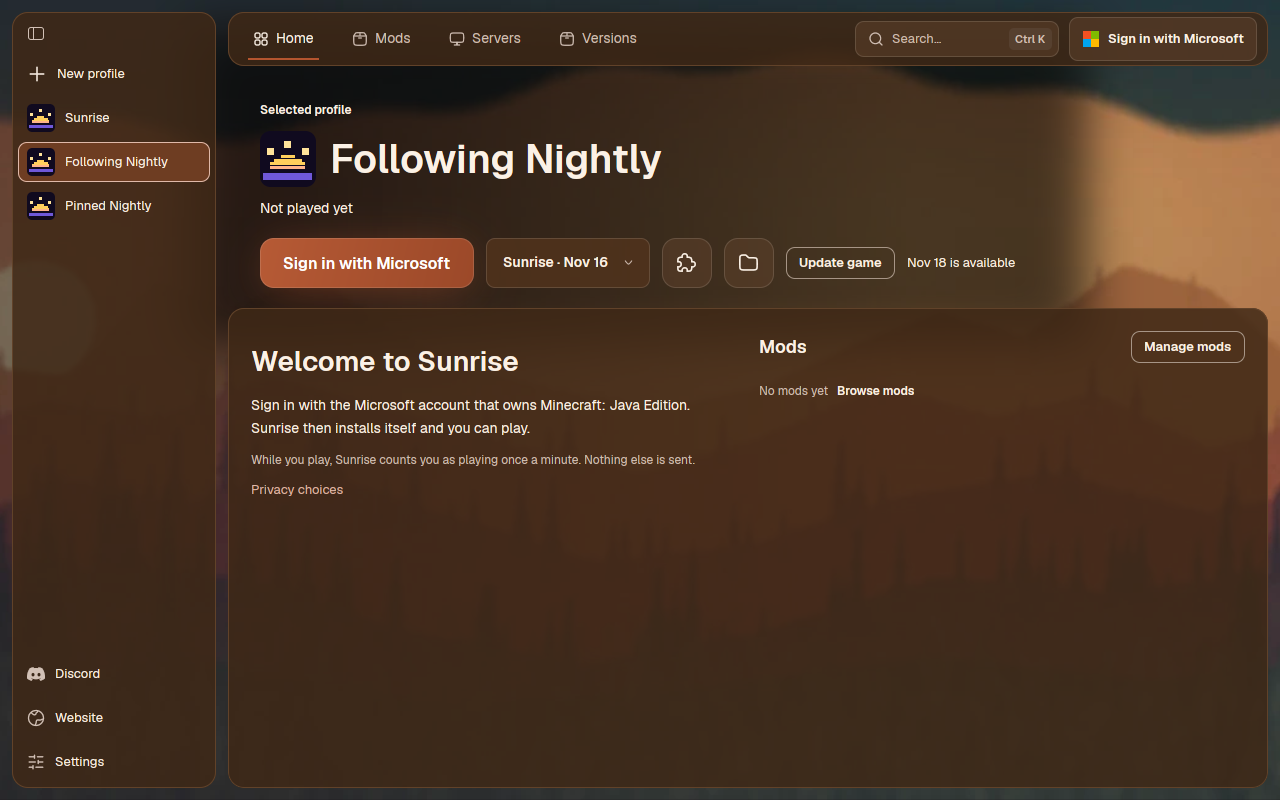 New profile
Sunrise
Following Nightly
Pinned Nightly
Discord
Website
Settings
Home
Mods
Servers
Versions
Search...
Ctrl K
Sign in with Microsoft
Selected profile
Following Nightly
Not played yet
Sign in with Microsoft
Sunrise · Nov 16
Update game
Nov 18 is available
Welcome to Sunrise
Sign in with the Microsoft account that owns Minecraft: Java Edition.
Sunrise then installs itself and you can play.
While you play, Sunrise counts you as playing once a minute. Nothing else is sent.
Privacy choices
Mods
Manage mods
No mods yet Browse mods